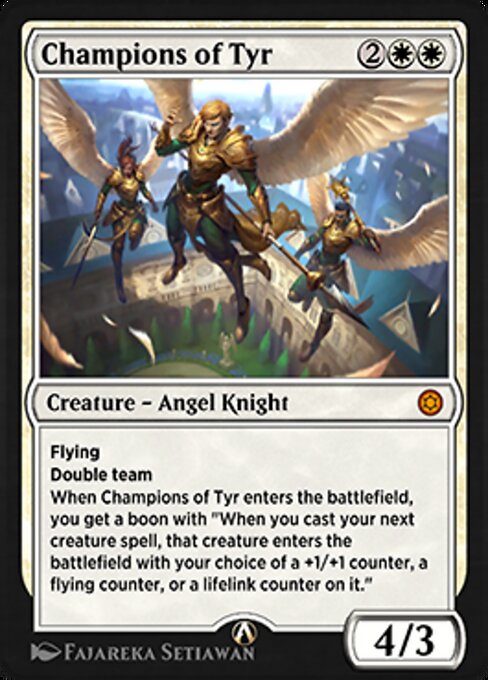 Champions of Tyr 2
Creature – Angel Knight
Flying
Double team
When Champions of Tyr enters the battlefield,
you get a boon with "When you cast your next
creature spell, that creature enters the
battlefield with your choice of a +1/+1 counter, a
flying counter, or a lifelink counter on it."
4/3
Fajareka Setiawan